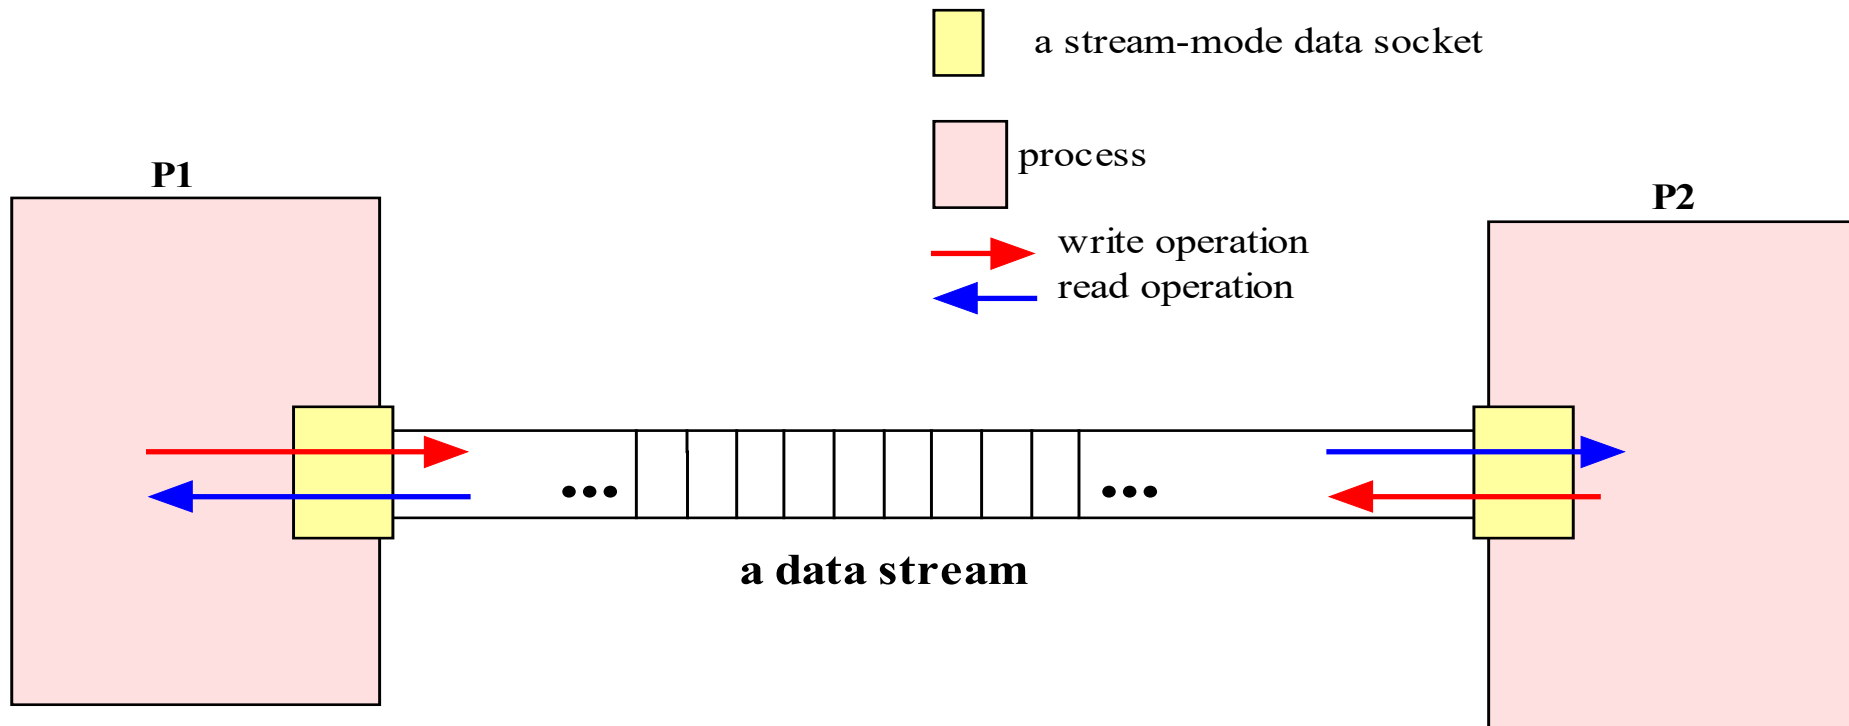 a stream-mode data socket
process
P1
P2
write operation
read operation
a data stream